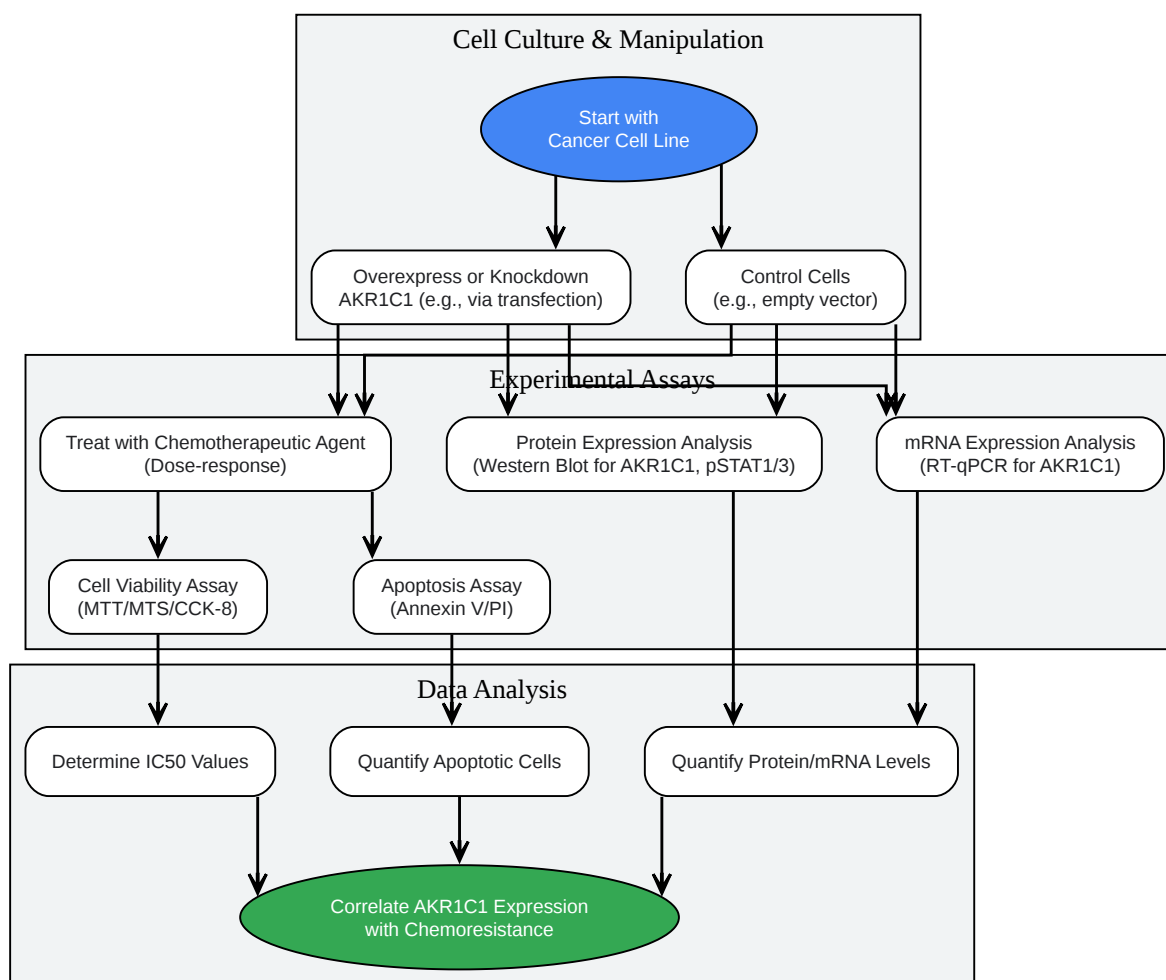 Cell Culture & Manipulation
Start with
Cancer Cell Line
Overexpress or Knockdown
AKR1C1 (e.g., via transfection)
Control Cells
(e.g., empty vector)
Experimental Assays
Treat with Chemotherapeutic Agent
(Dose-response)
Protein Expression Analysis
(Western Blot for AKR1C1, pSTAT1/3)
mRNA Expression Analysis
(RT-qPCR for AKR1C1)
Cell Viability Assay
(MTT/MTS/CCK-8)
Apoptosis Assay
(Annexin V/PI)
Data Analysis
Determine IC50 Values
Quantify Apoptotic Cells
Quantify Protein/mRNA Levels
Correlate AKR1C1 Expression
with Chemoresistance